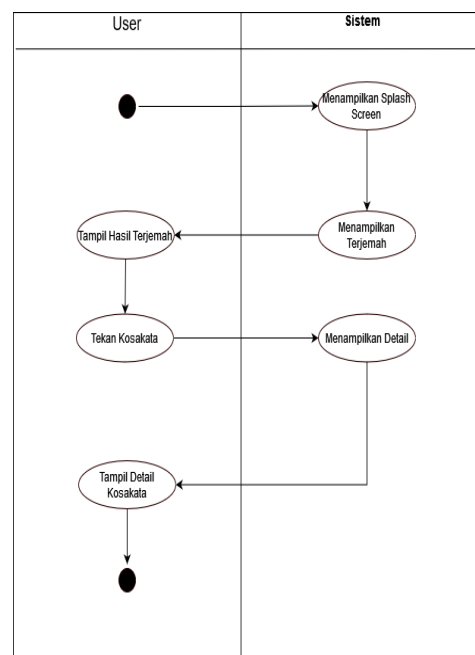 User
Sistem
Menampilkan Splash
Screen
Menampilkan
Terjemah
Tampil Hasil Terjemah
Tekan Kosakata
Menampilkan Detail
Tampil Detail
Kosakata